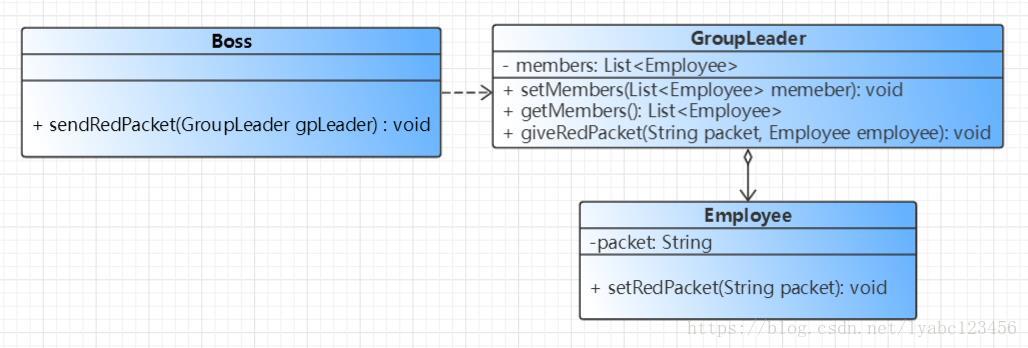 Boss
+ sendRedPacket(GroupLeader gpLeader) : void
GroupLeader
- members: List<Employee>
+ setMembers(List<Employee> memeber): void
+ getMembers(): List<Employee>
+ giveRedPacket(String packet, Employee employee): void
Employee
-packet: String
+ setRedPacket(String packet): void
https://blog.csdn.net/lyabc123456